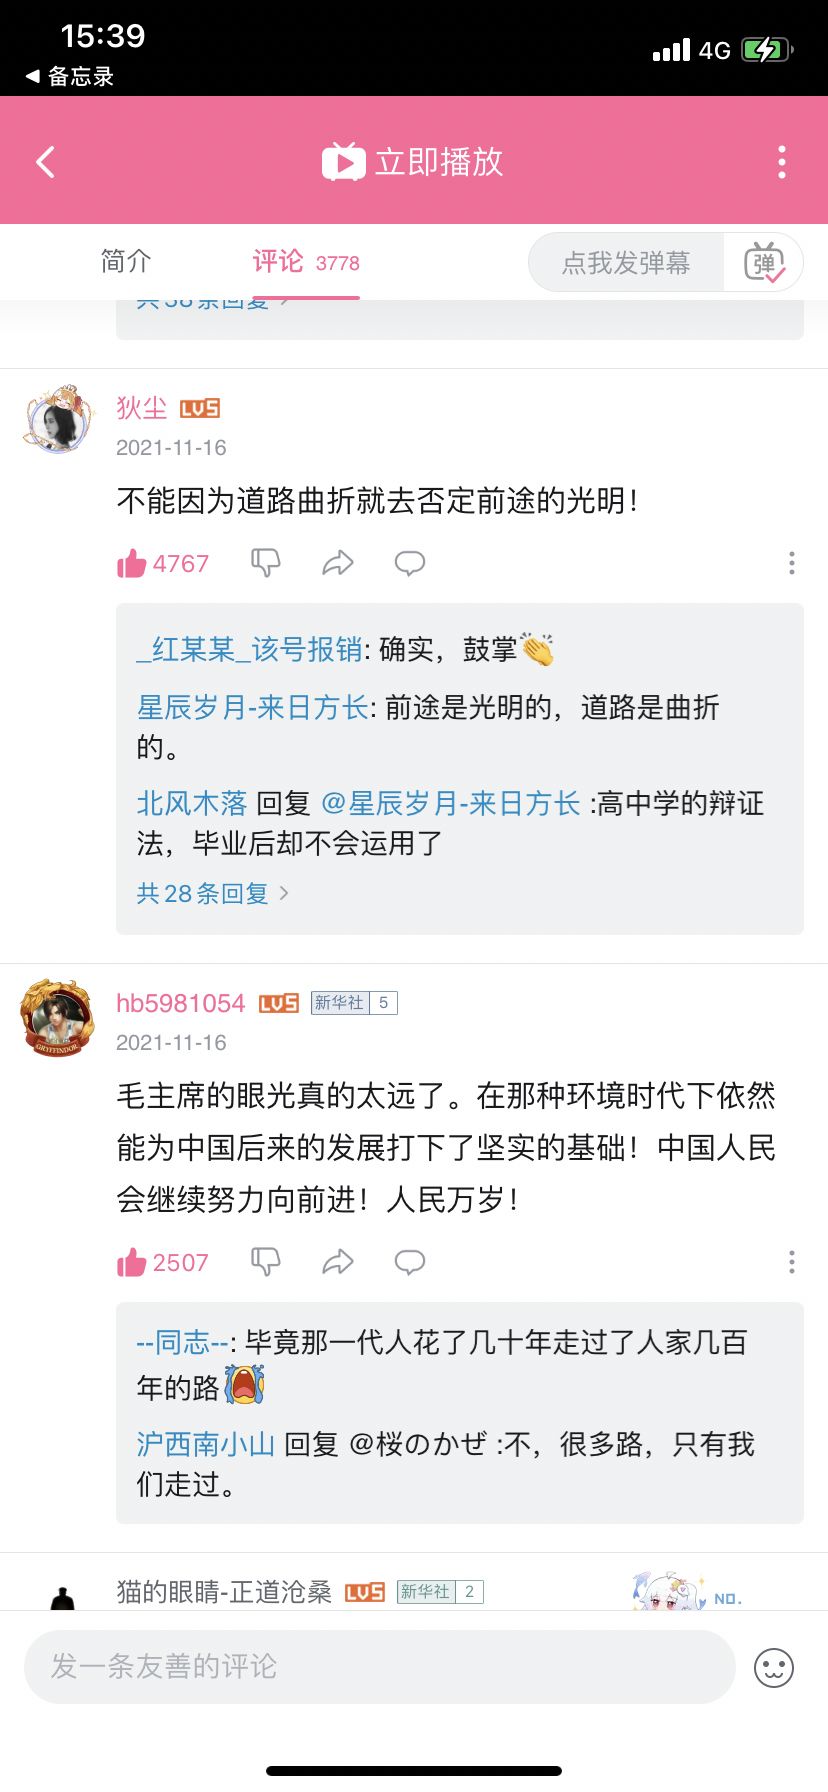 15:39
4G
◀ 备忘录
立即播放
简介
评论 3778
点我发弹幕
弹
共38条回复 >
狄尘 LV5
2021-11-16
不能因为道路曲折就去否定前途的光明！
4767
_红某某_该号报销: 确实，鼓掌👏
星辰岁月-来日方长: 前途是光明的，道路是曲折
的。
北风木落 回复 @星辰岁月-来日方长 :高中学的辩证
法，毕业后却不会运用了
共28条回复 >
hb5981054 LV5 新华社 5
GRYFFINDOR
2021-11-16
毛主席的眼光真的太远了。在那种环境时代下依然
能为中国后来的发展打下了坚实的基础！中国人民
会继续努力向前进！人民万岁！
2507
--同志--: 毕竟那一代人花了几十年走过了人家几百
年的路😭
沪西南小山 回复 @桜のかぜ :不，很多路，只有我
们走过。
猫的眼睛-正道沧桑 LV5 新华社 2
NO.
发一条友善的评论